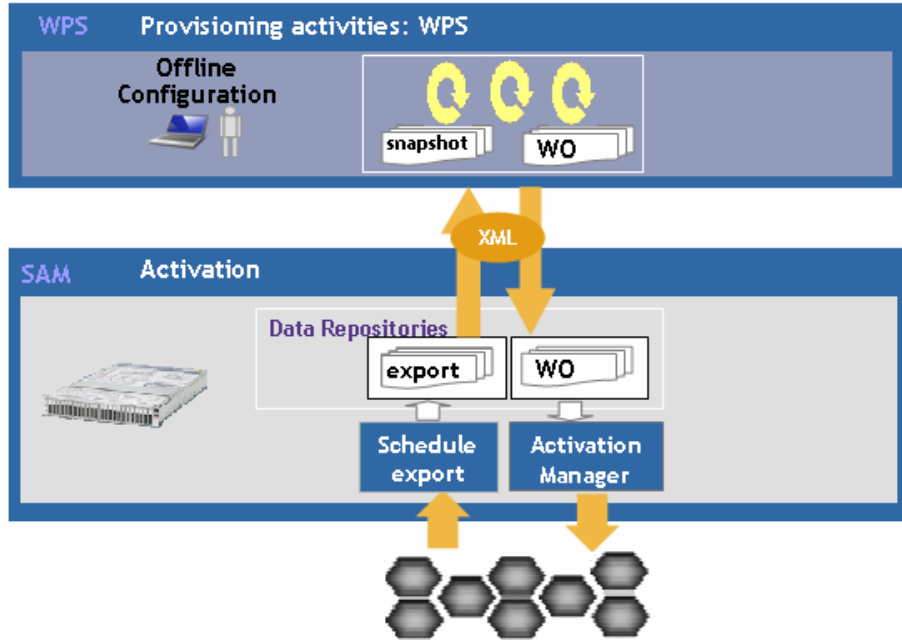 WPS Provisioning activities: WPS
Offline
Configuration
snapshot
WO
XML
SAM Activation
Data Repositories
export
WO
Schedule
export
Activation
Manager